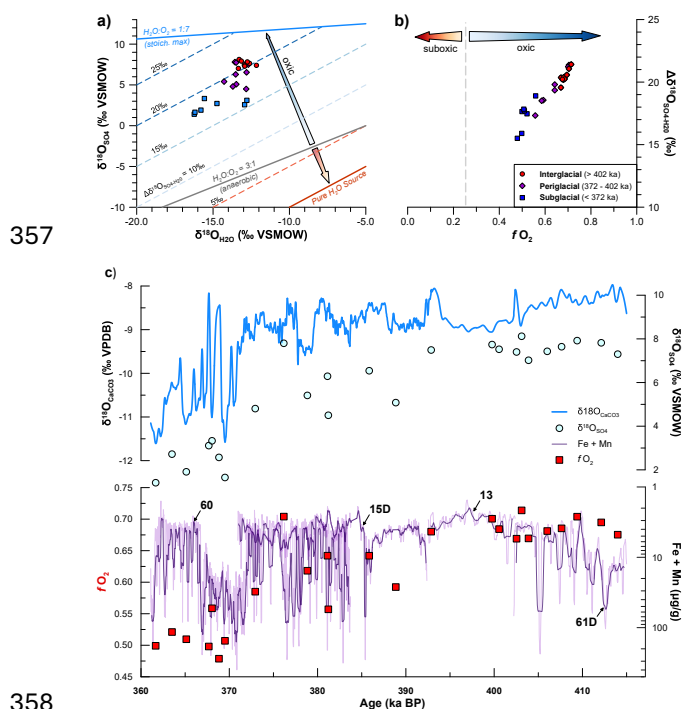 a)
H₂O:O₂ = 1:7
(stoich. max)
oxic
25‰
20‰
15‰
Δδ¹⁸O_SO4-H2O = 10‰
H₂O:O₂ = 3:1
(anaerobic)
5‰
Pure H₂O Source
δ¹⁸O_SO4 (‰ VSMOW)
10
5
0
-5
-10
-20.0
-15.0
-10.0
-5.0
δ¹⁸O_H2O (‰ VSMOW)
b)
suboxic
oxic
Interglacial (> 402 ka)
Periglacial (372 - 402 ka)
Subglacial (< 372 ka)
25
20
15
10
Δδ¹⁸O_SO4-H20 (‰)
0.0
0.2
0.4
0.6
0.8
1.0
f O₂
357
c)
δ¹⁸O_CaCO3 (‰ VPDB)
-8
-9
-10
-11
-12
10
8
6
4
2
δ¹⁸O_SO4 (‰ VSMOW)
δ18O_CaCO3
δ¹⁸O_SO4
Fe + Mn
f O₂
f O₂
0.70
0.65
0.60
0.55
0.50
0.45
60
15D
13
61D
1
10
100
Fe + Mn (µg/g)
360
370
380
390
400
410
Age (ka BP)
358